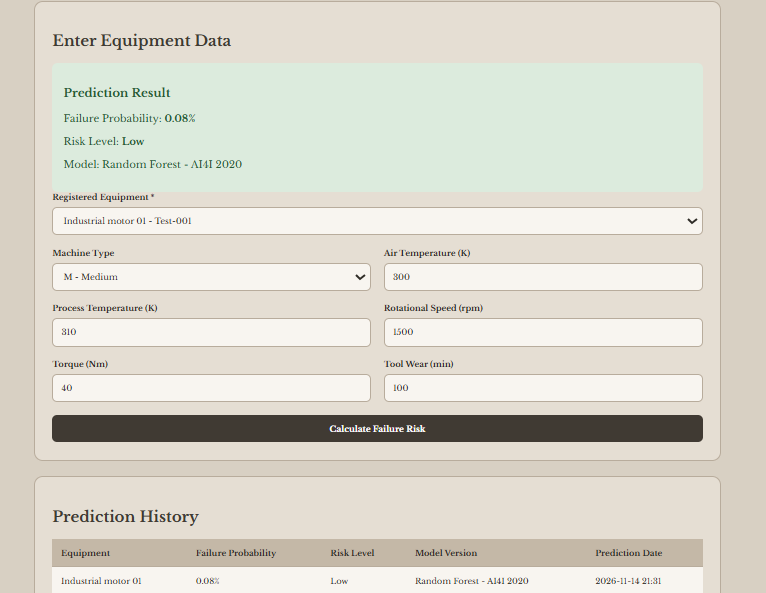 Enter Equipment Data
Prediction Result
Failure Probability: 0.08%
Risk Level: Low
Model: Random Forest - AI4I 2020
Registered Equipment *
Industrial motor 01 - Test-001
Machine Type
Air Temperature (K)
M - Medium
300
Process Temperature (K)
Rotational Speed (rpm)
310
1500
Torque (Nm)
Tool Wear (min)
40
100
Calculate Failure Risk
Prediction History
Equipment Failure Probability Risk Level Model Version Prediction Date
Industrial motor 01 0.08% Low Random Forest - AI4I 2020 2026-11-14 21:31